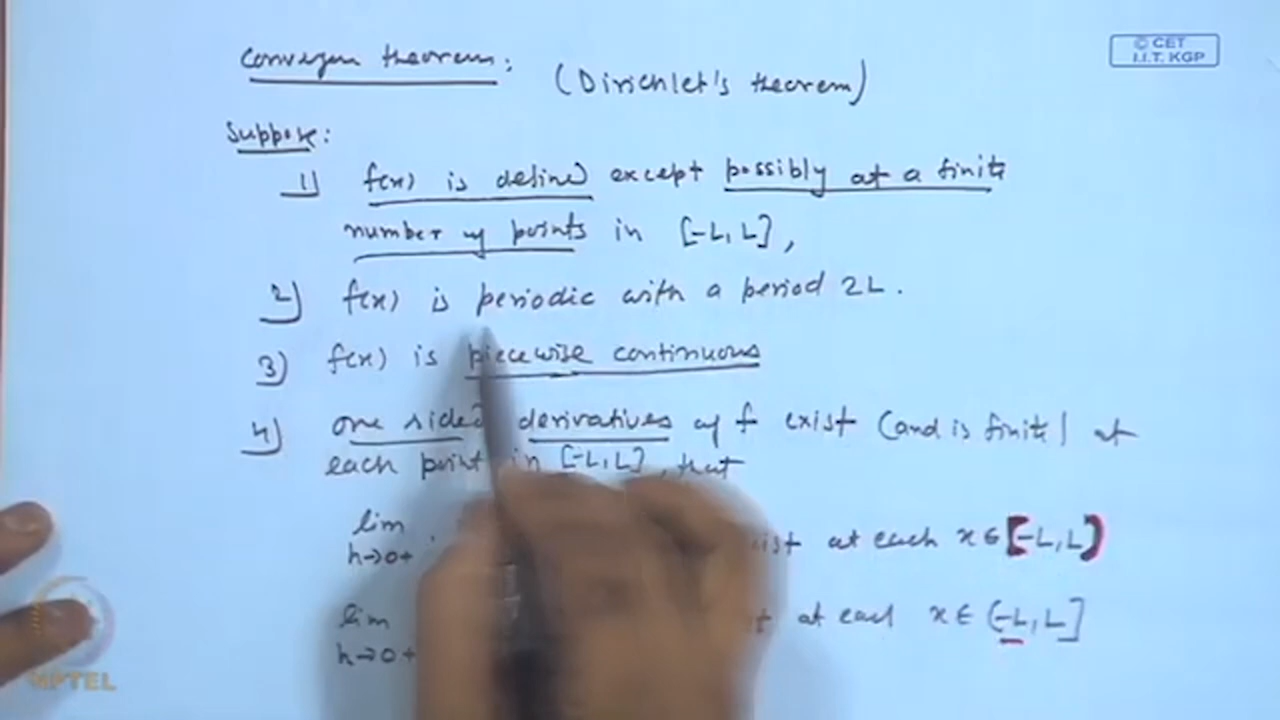 convergen theorem: (Dirichlet's theorem)
© CET
I.I.T. KGP
Suppose:
1) f(x) is defined except possibly at a finite
number of points in [-L, L],
2) f(x) is periodic with a period 2L.
3) f(x) is piecewise continuous
4) one sided derivatives of f exist (and is finite) at
each point in [-L, L], that
lim at each x ∈ [-L, L)
h→0+
lim at each x ∈ (-L, L]
h→0+
NPTEL